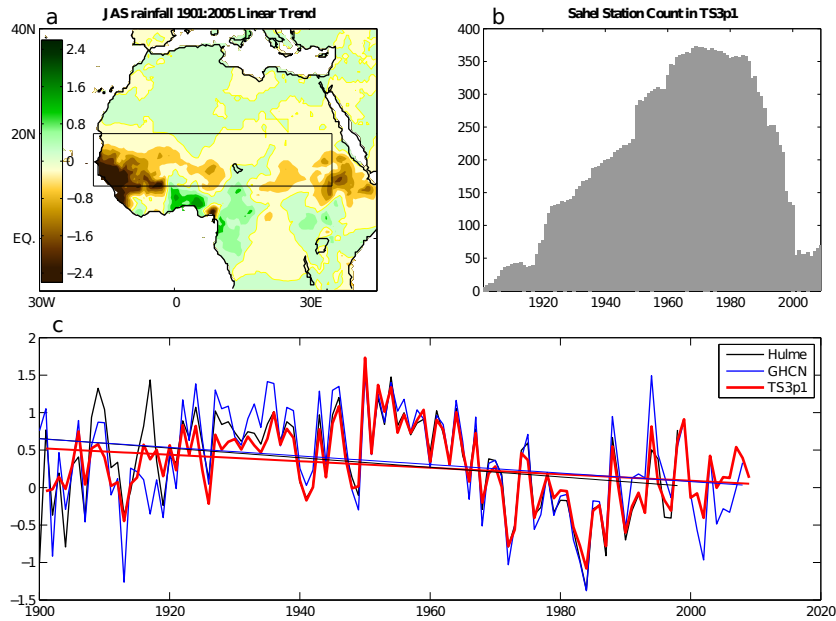 a
JAS rainfall 1901:2005 Linear Trend
40N
20N
EQ.
30W
0
30E
2.4
1.6
0.8
0
−0.8
−1.6
−2.4
b
Sahel Station Count in TS3p1
400
350
300
250
200
150
100
50
0
1920
1940
1960
1980
2000
c
2
1.5
1
0.5
0
−0.5
−1
−1.5
1900
1920
1940
1960
1980
2000
2020
Hulme
GHCN
TS3p1